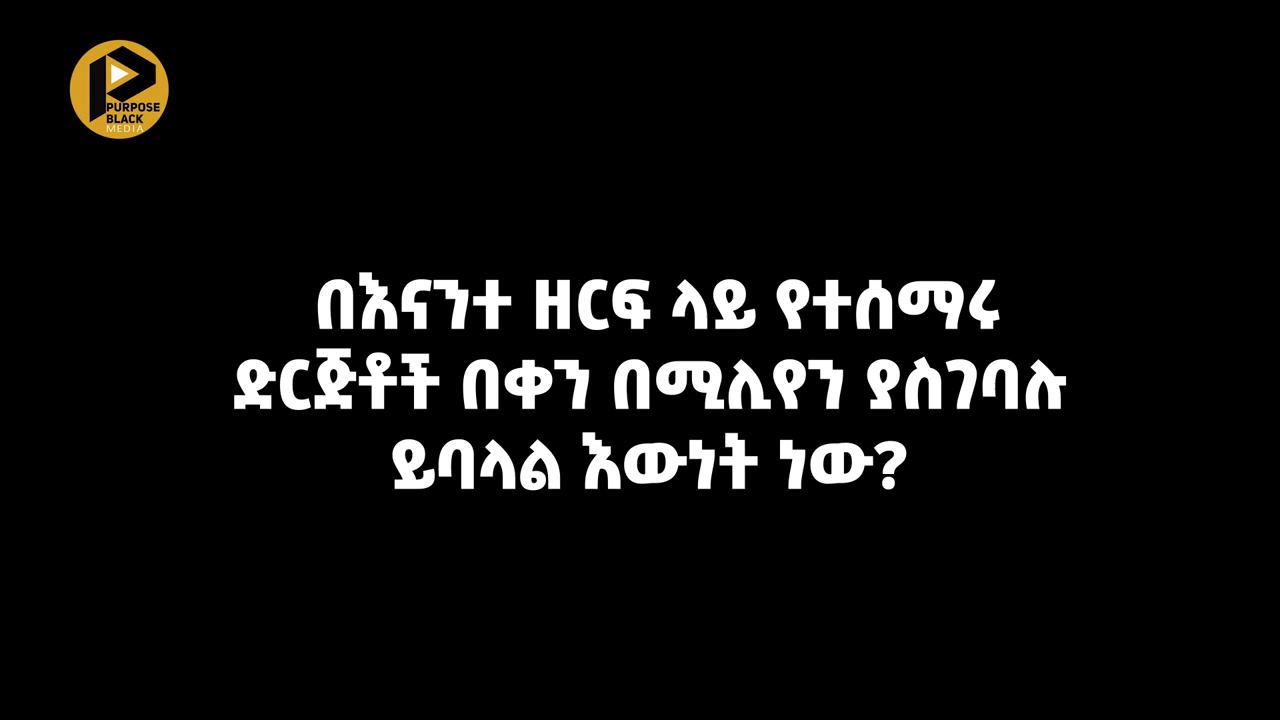 PURPOSE
BLACK
MEDIA
በእናንተ ዘርፍ ላይ የተሰማሩ
ድርጅቶች በቀን በሚሊየን ያስገባሉ
ይባላል እውነት ነው?